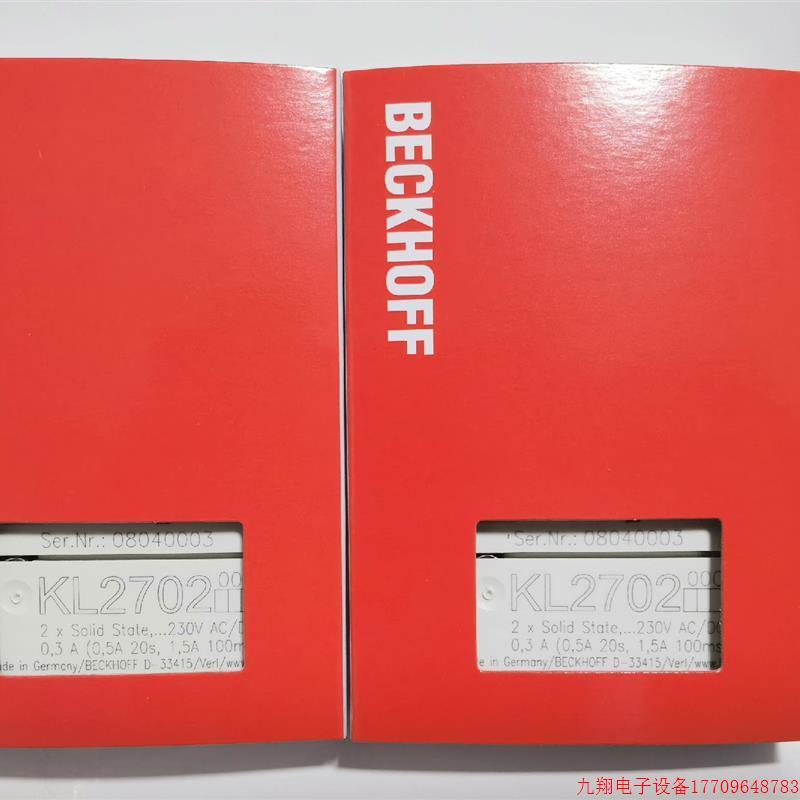 BECKHOFF
Ser.Nr.: 08040003
KL2702
2 x Solid State,...230V AC/
0,3 A (0,5A 20s, 1,5A 100ms
in Germany/BECKHOFF D-33415/Verl/www
Ser.Nr.: 08040003
KL2702
2 x Solid State,...230V AC/DC
0,3 A (0,5A 20s, 1,5A 100ms
in Germany/BECKHOFF D-33415/Verl/www
九翔电子设备17709648783